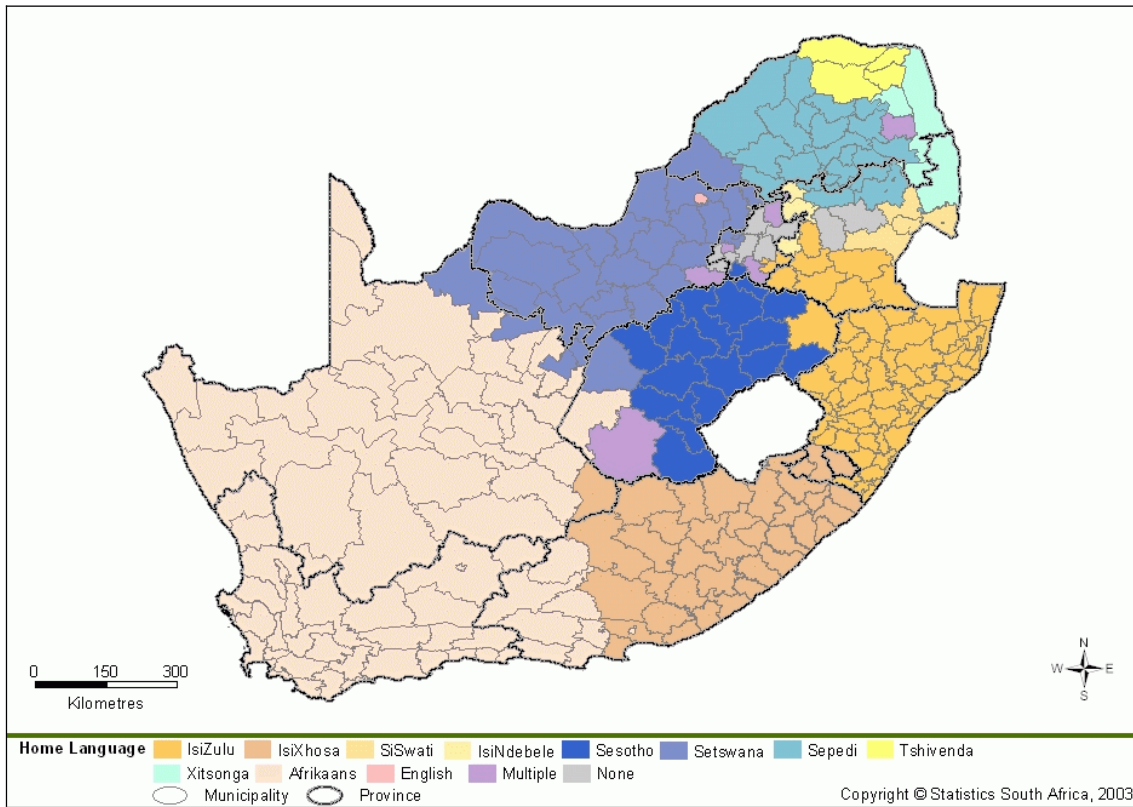 N
W E
S
0 150 300
Kilometres
Home Language IsiZulu IsiXhosa SiSwati IsiNdebele Sesotho Setswana Sepedi Tshivenda
Xitsonga Afrikaans English Multiple None
Municipality Province Copyright © Statistics South Africa, 2003